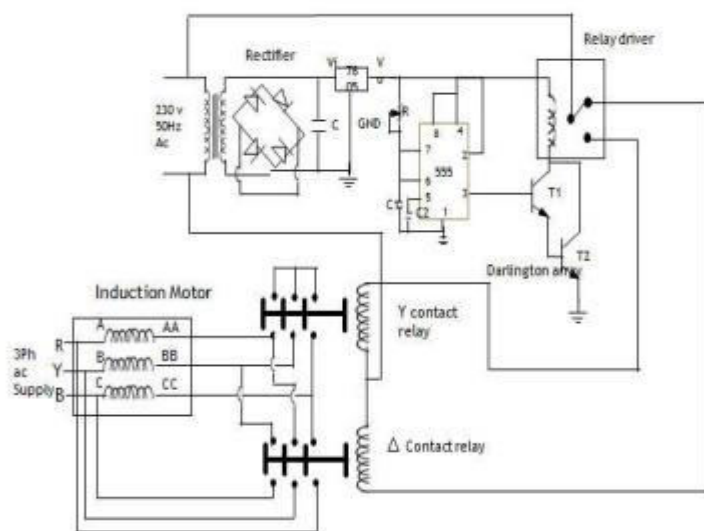 Relay driver
Rectifier
Vi
V
78
05
230 v
50Hz
Ac
C
GND
R
8
4
7
2
555
6
3
5
C1
C2
1
T1
T2
Darlington array
Induction Motor
Y contact
relay
3Ph
ac
Supply
R
Y
B
A
AA
B
BB
C
CC
Δ Contact relay